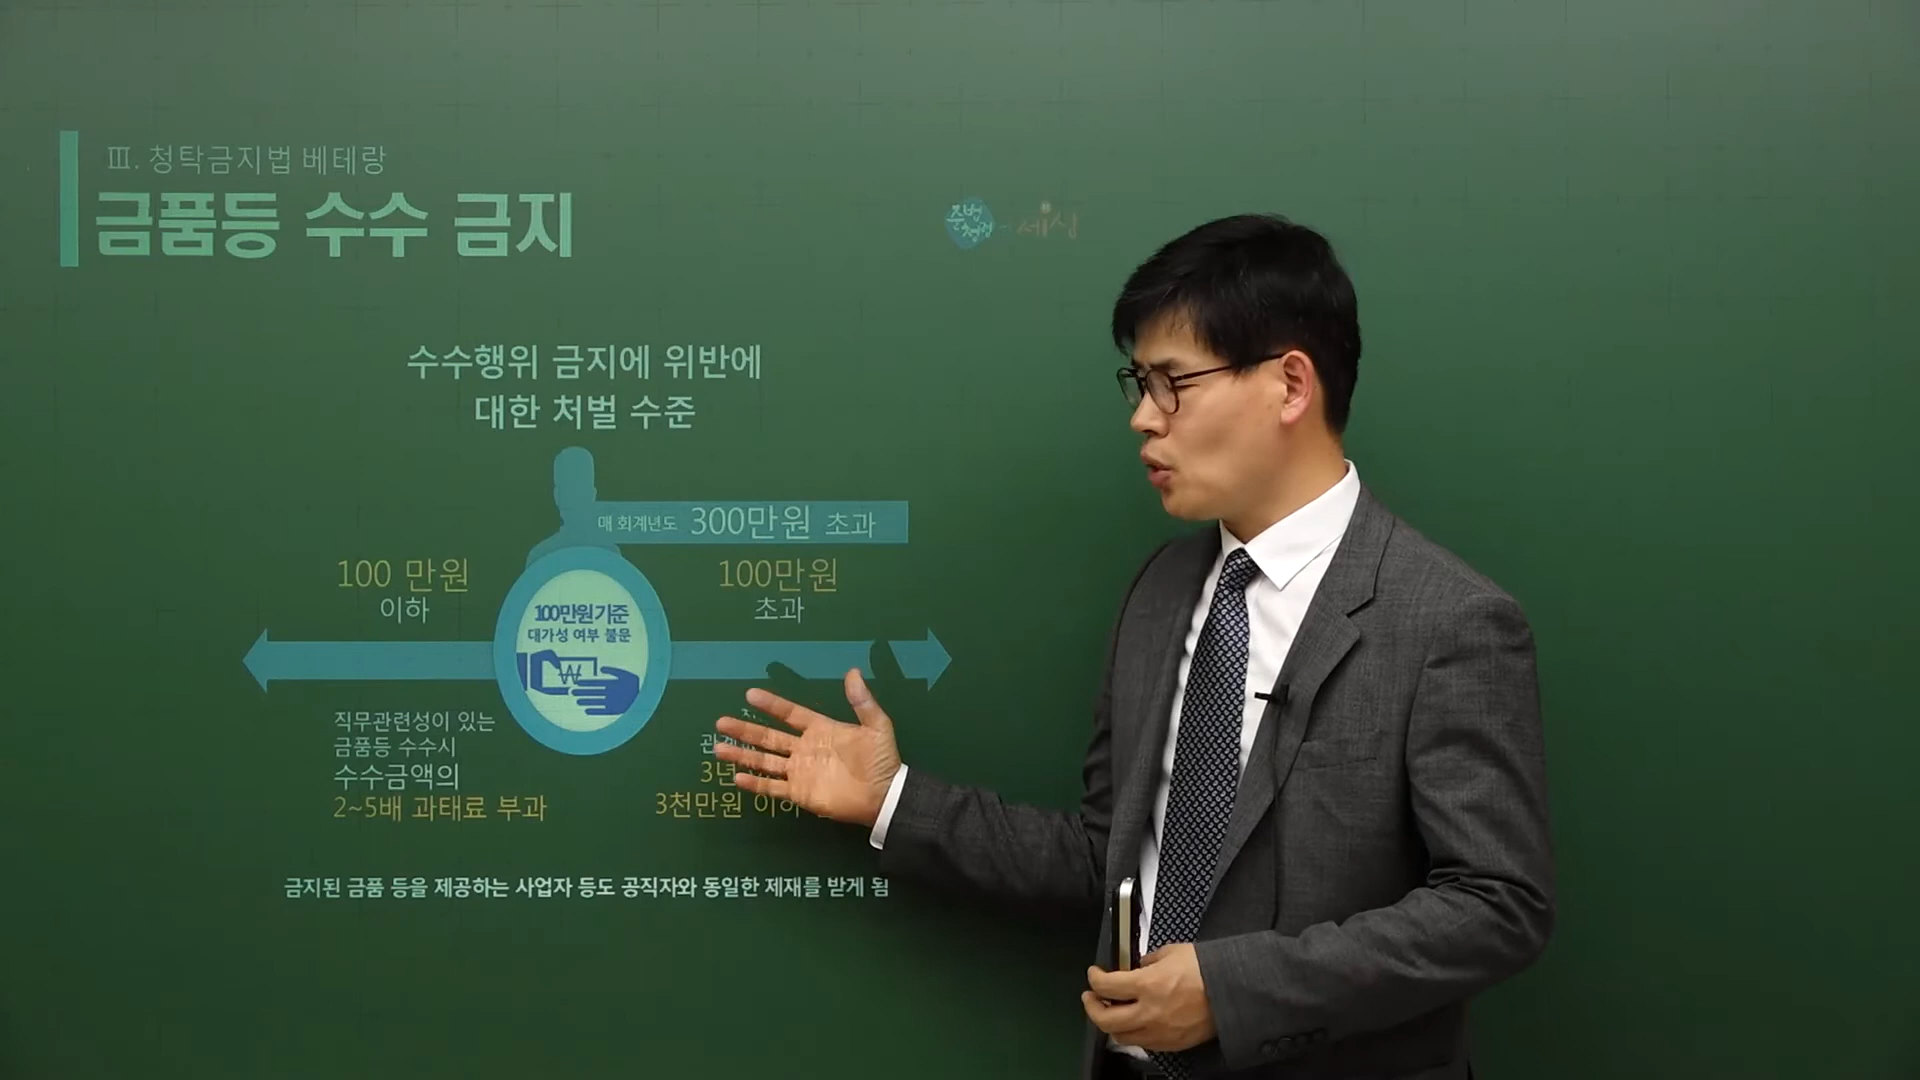 Ⅲ. 청탁금지법 베테랑
금품등 수수 금지
수수행위 금지에 위반에
대한 처벌 수준
매 회계년도 300만원 초과
100 만원
이하
100만원
초과
100만원 기준
대가성 여부 불문
₩
직무관련성이 있는
금품등 수수시
수수금액의
2~5배 과태료 부과
3년
3천만원 이하
금지된 금품 등을 제공하는 사업자 등도 공직자와 동일한 제재를 받게 됨